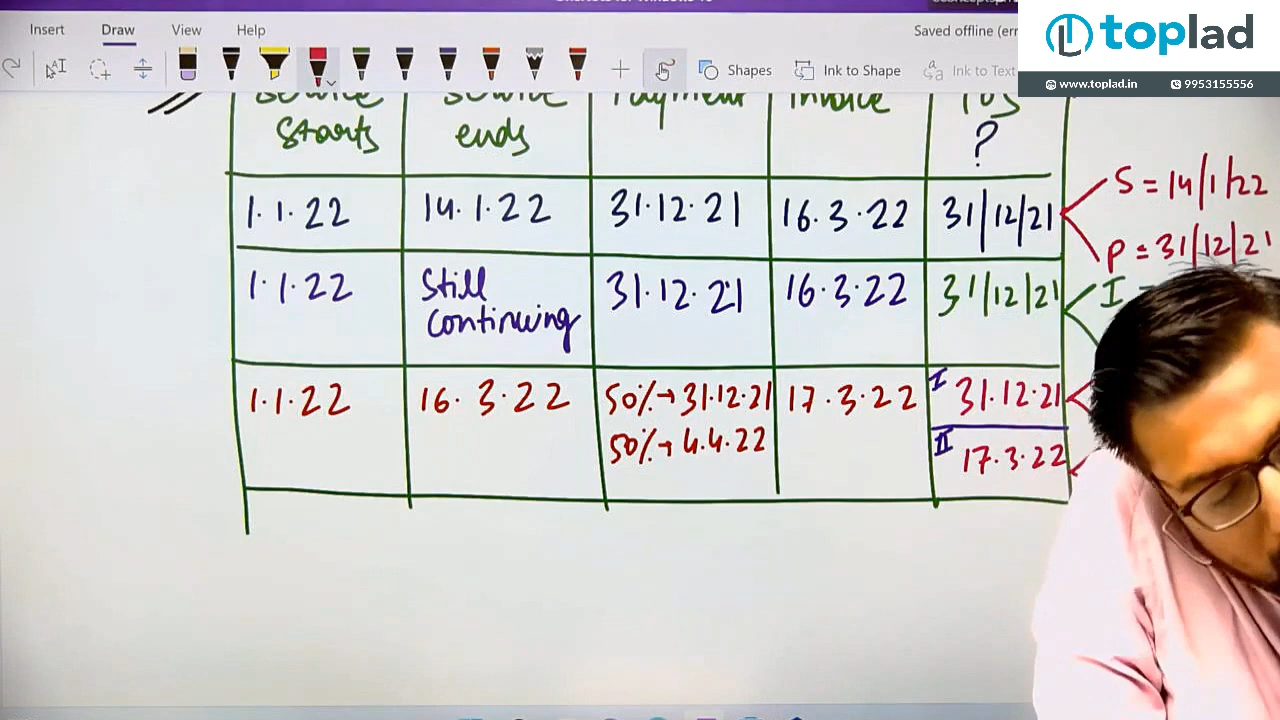 Insert Draw View Help Saved offline
toplad
www.toplad.in 9953155556
Shapes Ink to Shape Ink to Text
Service Service Payment Invoice TOS
starts ends ?
1.1.22 14.1.22 31.12.21 16.3.22 31/12/21
S = 14/1/22
P = 31/12/21
1.1.22 Still continuing 31.12.21 16.3.22 31/12/21
I =
1.1.22 16.3.22 50%→31.12.21 17.3.22 I 31.12.21
50%→4.4.22 II 17.3.22